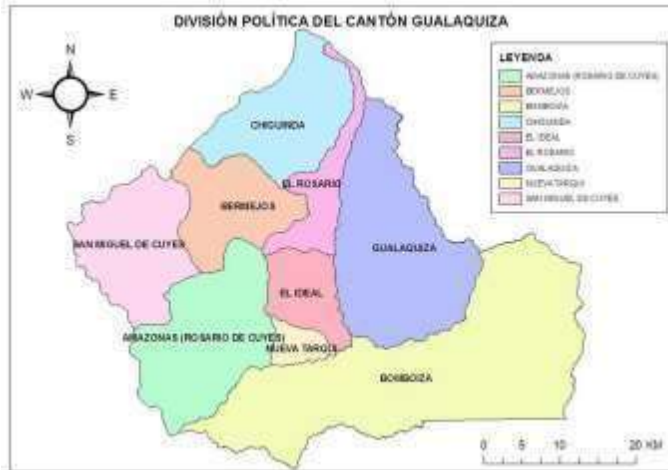 DIVISIÓN POLÍTICA DEL CANTÓN GUALAQUIZA
N
W E
S
LEYENDA
AMAZONAS (ROSARIO DE CUYES)
BERMEJOS
BOMBOIZA
CHIGUINDA
EL IDEAL
EL ROSARIO
GUALAQUIZA
NUEVA TARQUI
SAN MIGUEL DE CUYES
CHIGUINDA
EL ROSARIO
BERMEJOS
SAN MIGUEL DE CUYES
GUALAQUIZA
EL IDEAL
AMAZONAS (ROSARIO DE CUYES)
NUEVA TARQUI
BOMBOIZA
0 5 10 20 KM